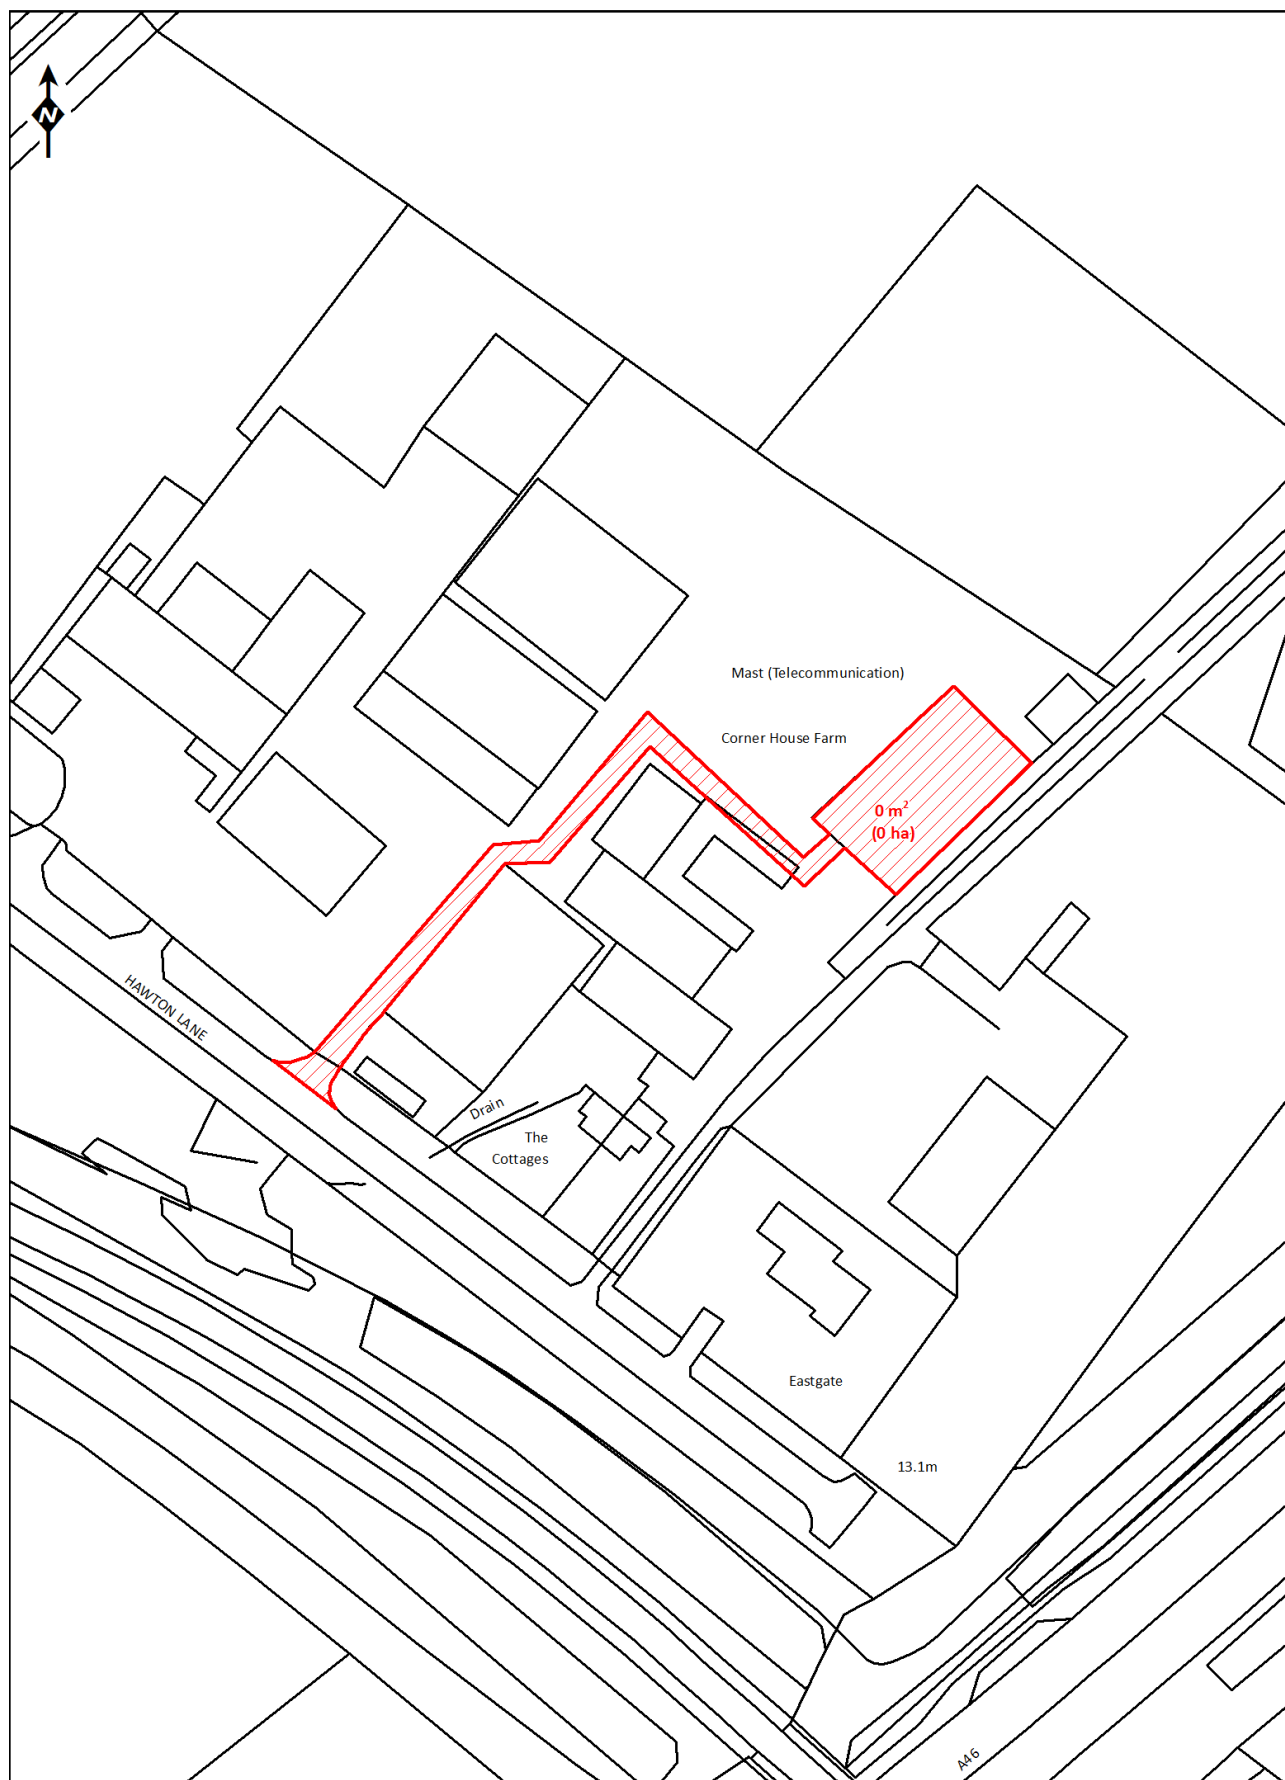 N
Mast (Telecommunication)
Corner House Farm
0 m²
(0 ha)
HAWTON LANE
Drain
The
Cottages
Eastgate
13.1m
A46